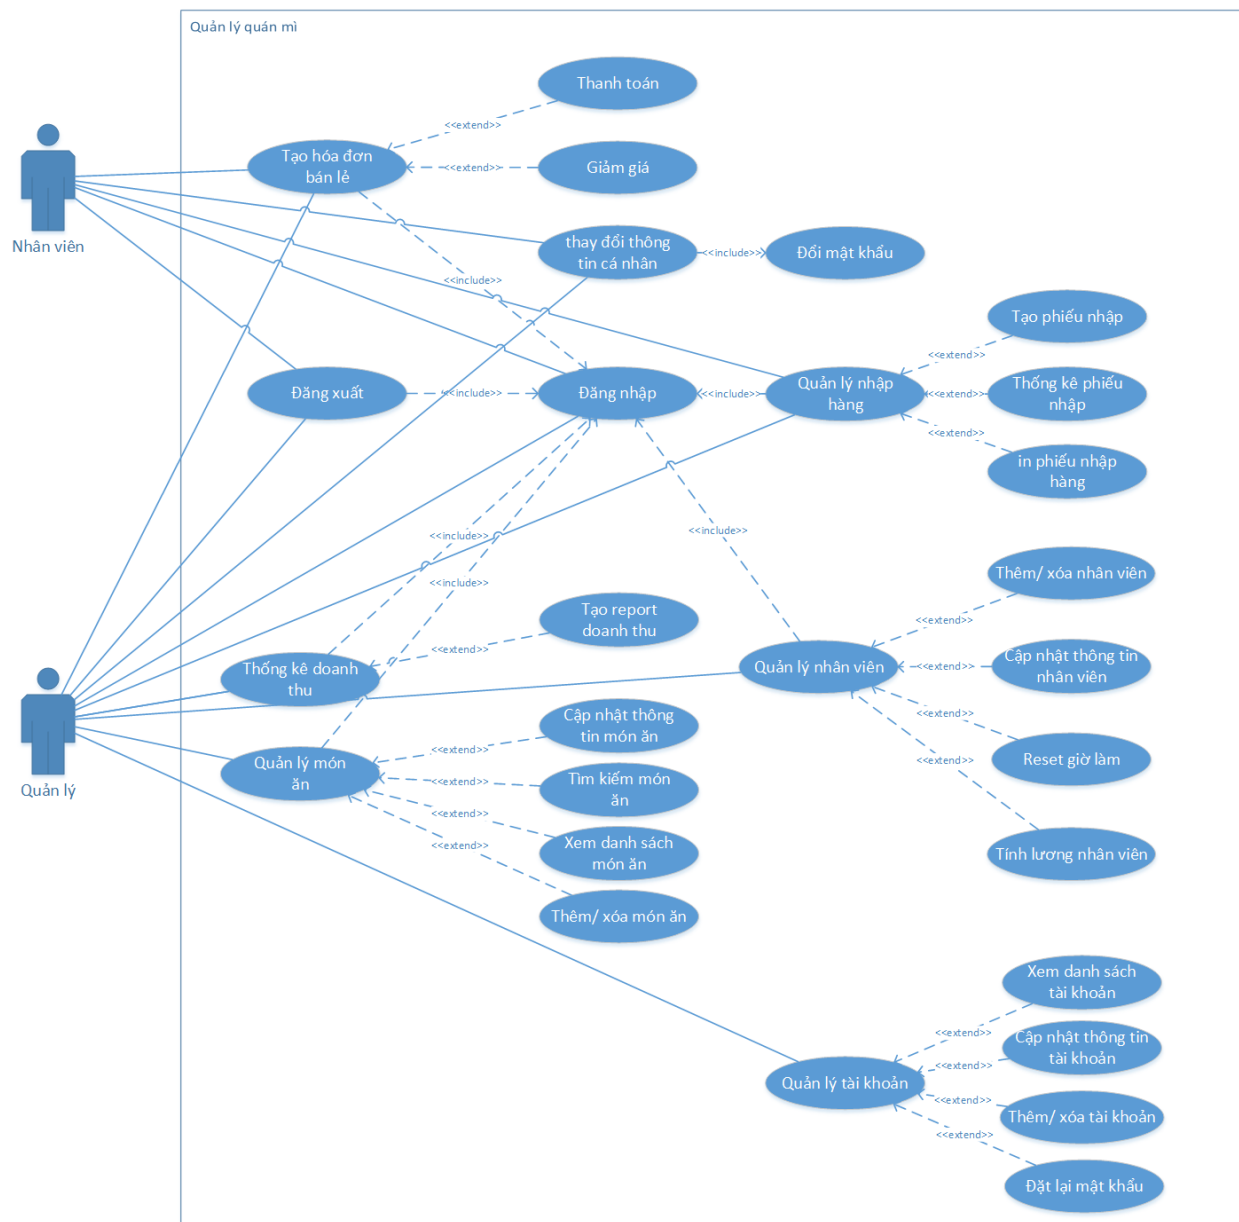 Quản lý quán mì
Thanh toán
<<extend>>
Tạo hóa đơn
bán lẻ
<<extend>>
Giảm giá
Nhân viên
thay đổi thông
tin cá nhân
<<include>>
Đổi mật khẩu
<<include>>
Tạo phiếu nhập
<<extend>>
Đăng xuất
<<include>>
Đăng nhập
<<include>>
Quản lý nhập
hàng
<<extend>>
Thống kê phiếu
nhập
<<extend>>
in phiếu nhập
hàng
<<include>>
<<include>>
<<include>>
Thêm/ xóa nhân viên
Tạo report
doanh thu
<<extend>>
<<extend>>
Thống kê doanh
thu
Quản lý nhân viên
<<extend>>
Cập nhật thông tin
nhân viên
<<extend>>
Cập nhật thông
tin món ăn
<<extend>>
Quản lý món
ăn
<<extend>>
Tìm kiếm món
ăn
<<extend>>
Reset giờ làm
Quản lý
<<extend>>
Xem danh sách
món ăn
<<extend>>
Tính lương nhân viên
Thêm/ xóa món ăn
Xem danh sách
tài khoản
<<extend>>
Cập nhật thông tin
tài khoản
<<extend>>
Quản lý tài khoản
<<extend>>
Thêm/ xóa tài khoản
<<extend>>
Đặt lại mật khẩu